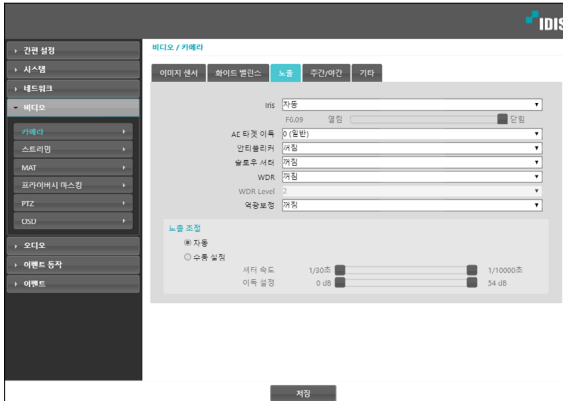 IDIS
간편 설정
시스템
네트워크
비디오
카메라
스트리밍
MAT
프라이버시 마스킹
PTZ
OSD
오디오
이벤트 동작
이벤트
비디오 / 카메라
이미지 센서 화이트 밸런스 노출 주간/야간 기타
Iris 자동
F6.09 열림 닫힘
AE 타겟 이득 0 (일반)
안티플리커 꺼짐
슬로우 셔터 꺼짐
WDR 꺼짐
WDR Level 2
역광보정 꺼짐
노출 조정
자동
수동 설정
셔터 속도 1/30초 1/10000초
이득 설정 0 dB 54 dB
저장